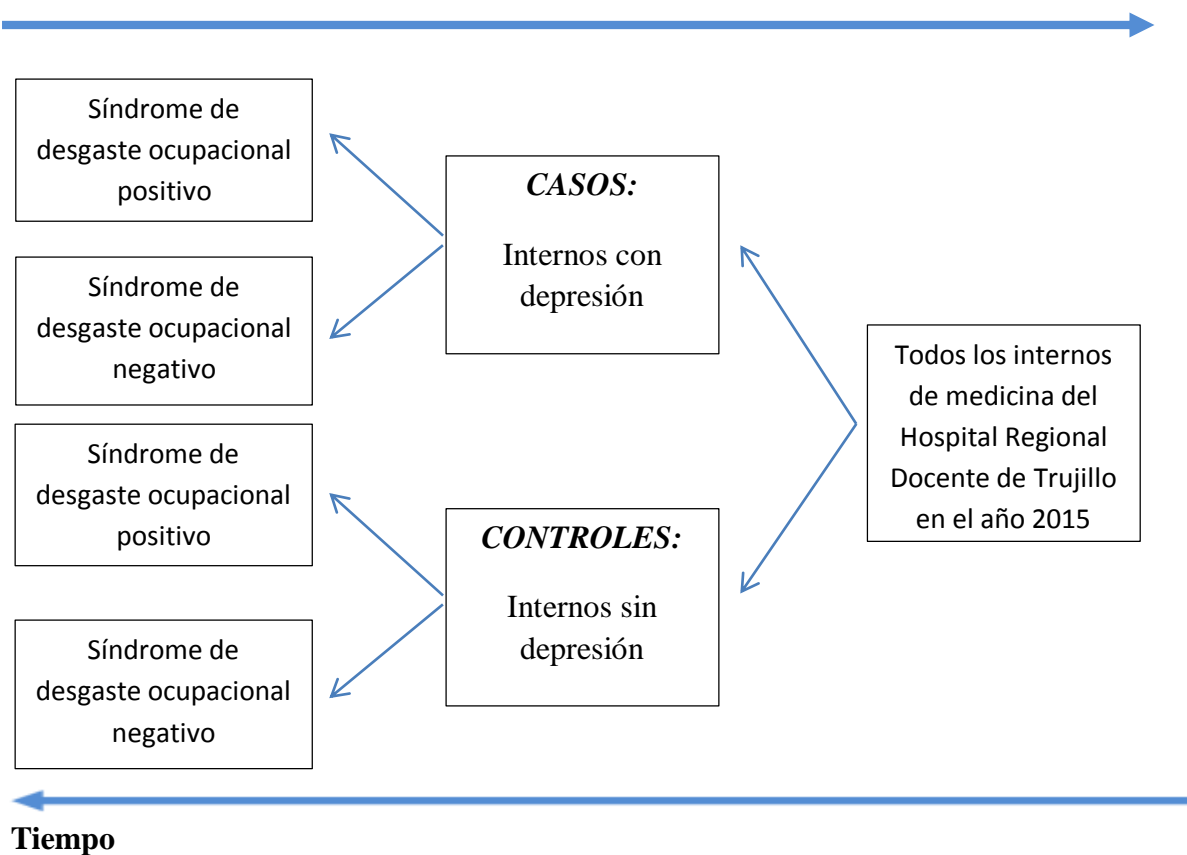 Síndrome de
desgaste ocupacional
positivo
Síndrome de
desgaste ocupacional
negativo
Síndrome de
desgaste ocupacional
positivo
Síndrome de
desgaste ocupacional
negativo
CASOS:
Internos con
depresión
CONTROLES:
Internos sin
depresión
Todos los internos
de medicina del
Hospital Regional
Docente de Trujillo
en el año 2015
Tiempo